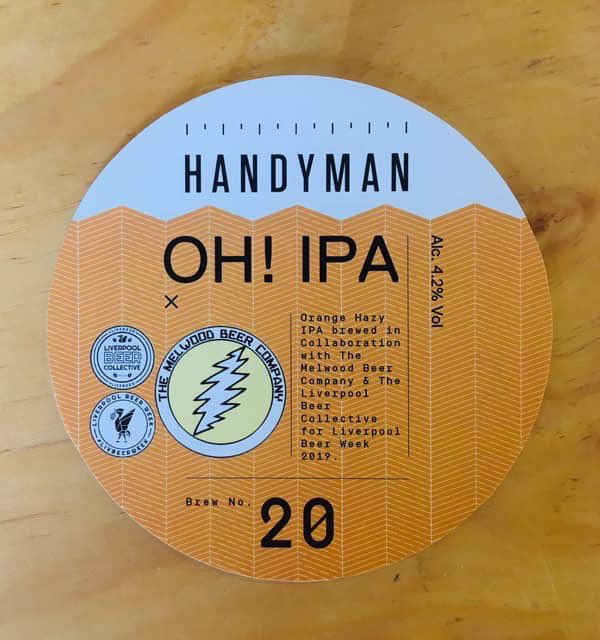 HANDYMAN
OH! IPA
Alc. 4.2% Vol
×
Orange Hazy
IPA brewed in
Collaboration
with The
Melwood Beer
Company & The
Liverpool
Beer
Collective
for Liverpool
Beer Week
2019.
LIVERPOOL
BEER
COLLECTIVE
THE MELWOOD BEER COMPANY
LIVERPOOL BEER WEEK
#LIVBEERWEEK
Brew No. 20